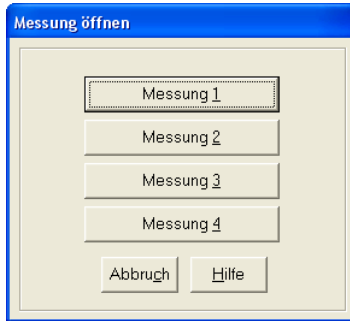 Messung öffnen
Messung 1
Messung 2
Messung 3
Messung 4
Abbruch Hilfe